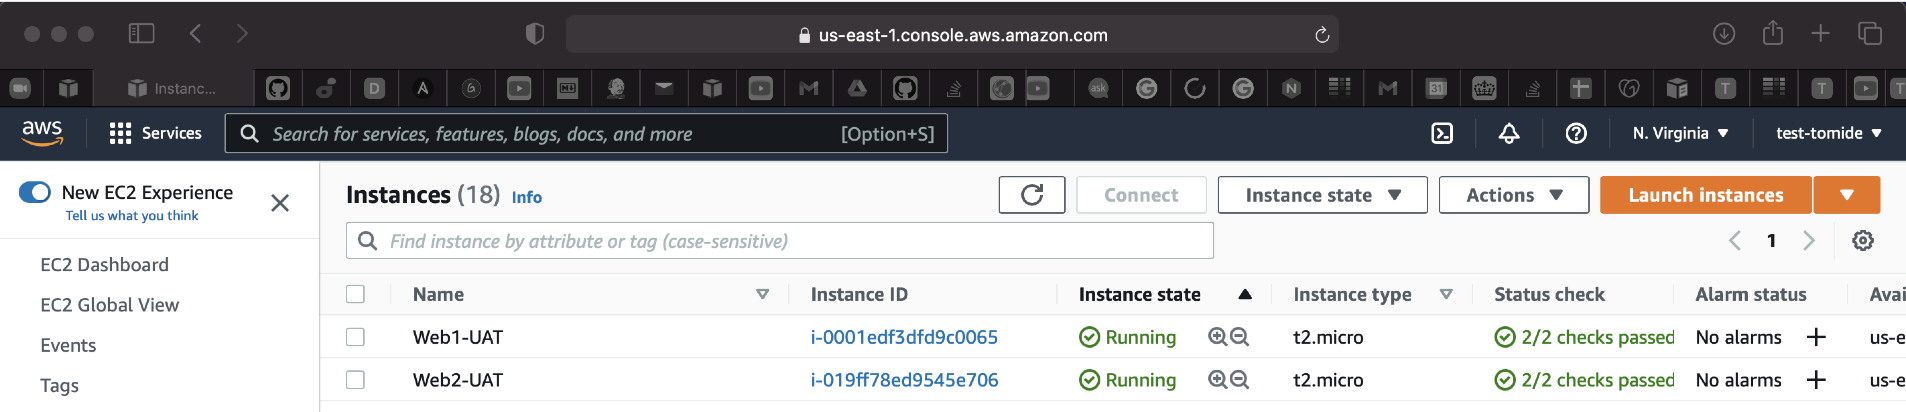 us-east-1.console.aws.amazon.com
Instanc...
aws Services Search for services, features, blogs, docs, and more [Option+S] N. Virginia test-tomide
New EC2 Experience
Tell us what you think
EC2 Dashboard
EC2 Global View
Events
Tags
Instances (18) Info Connect Instance state Actions Launch instances
Find instance by attribute or tag (case-sensitive) 1
Name Instance ID Instance state Instance type Status check Alarm status Avai
Web1-UAT i-0001edf3dfd9c0065 Running t2.micro 2/2 checks passed No alarms us-e
Web2-UAT i-019ff78ed9545e706 Running t2.micro 2/2 checks passed No alarms us-e